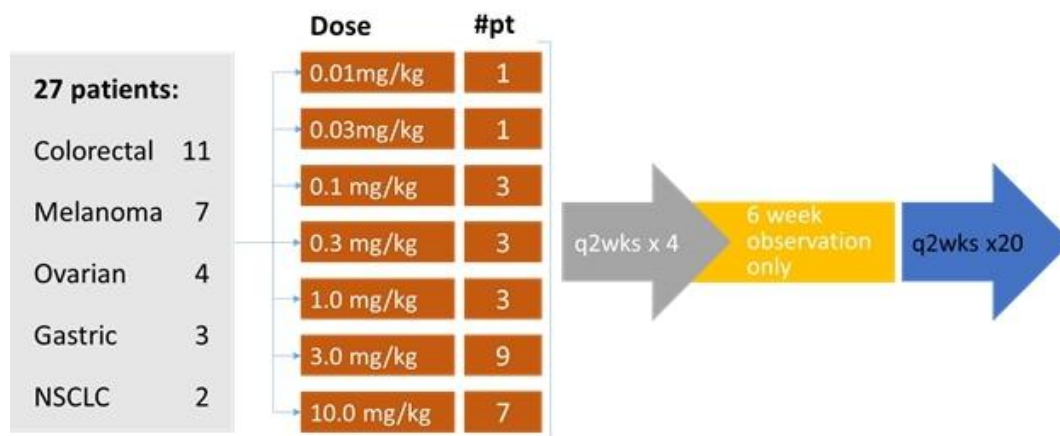 27 patients:
Colorectal 11
Melanoma 7
Ovarian 4
Gastric 3
NSCLC 2
Dose #pt
0.01mg/kg 1
0.03mg/kg 1
0.1 mg/kg 3
0.3 mg/kg 3
1.0 mg/kg 3
3.0 mg/kg 9
10.0 mg/kg 7
q2wks x 4
6 week
observation
only
q2wks x20